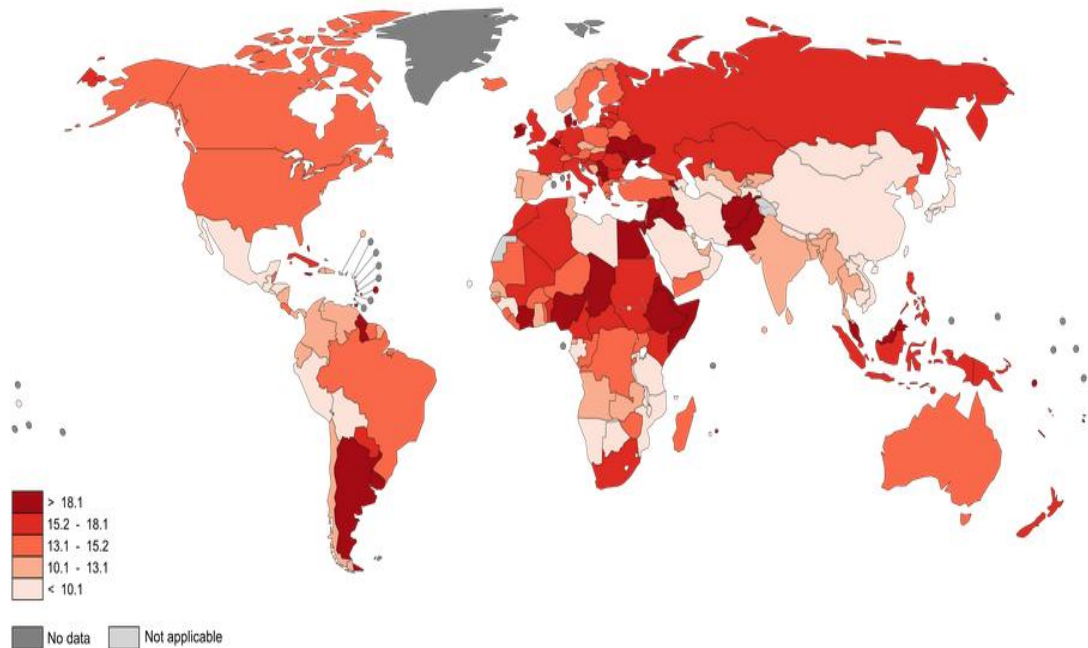 > 18.1
15.2 - 18.1
13.1 - 15.2
10.1 - 13.1
< 10.1
No data
Not applicable